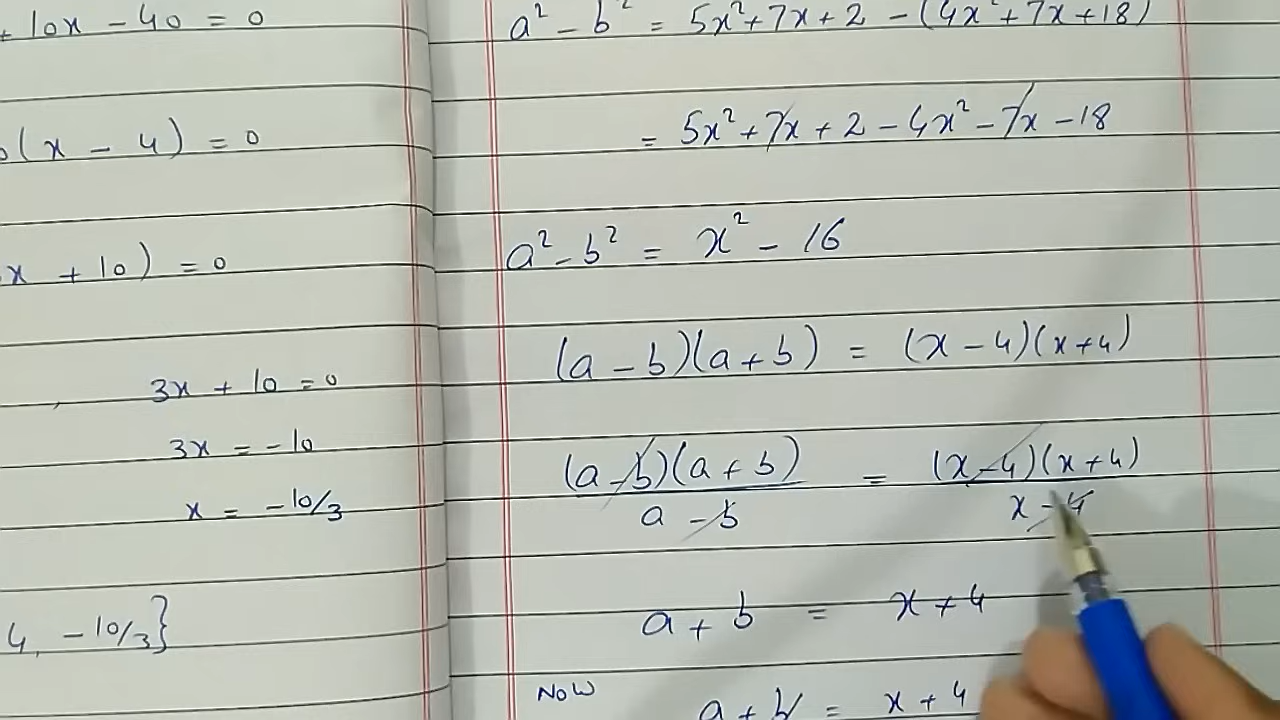 + 10x - 40 = 0
(x - 4) = 0
x + 10) = 0
3x + 10 = 0
3x = -10
x = -10/3
4, -10/3}
a² - b² = 5x² + 7x + 2 - (4x² + 7x + 18)
= 5x² + 7x + 2 - 4x² - 7x - 18
a² - b² = x² - 16
(a - b)(a + b) = (x - 4)(x + 4)
(a - b)(a + b) / a - b = (x - 4)(x + 4) / x - 4
a + b = x + 4
NOW
a + b = x + 4